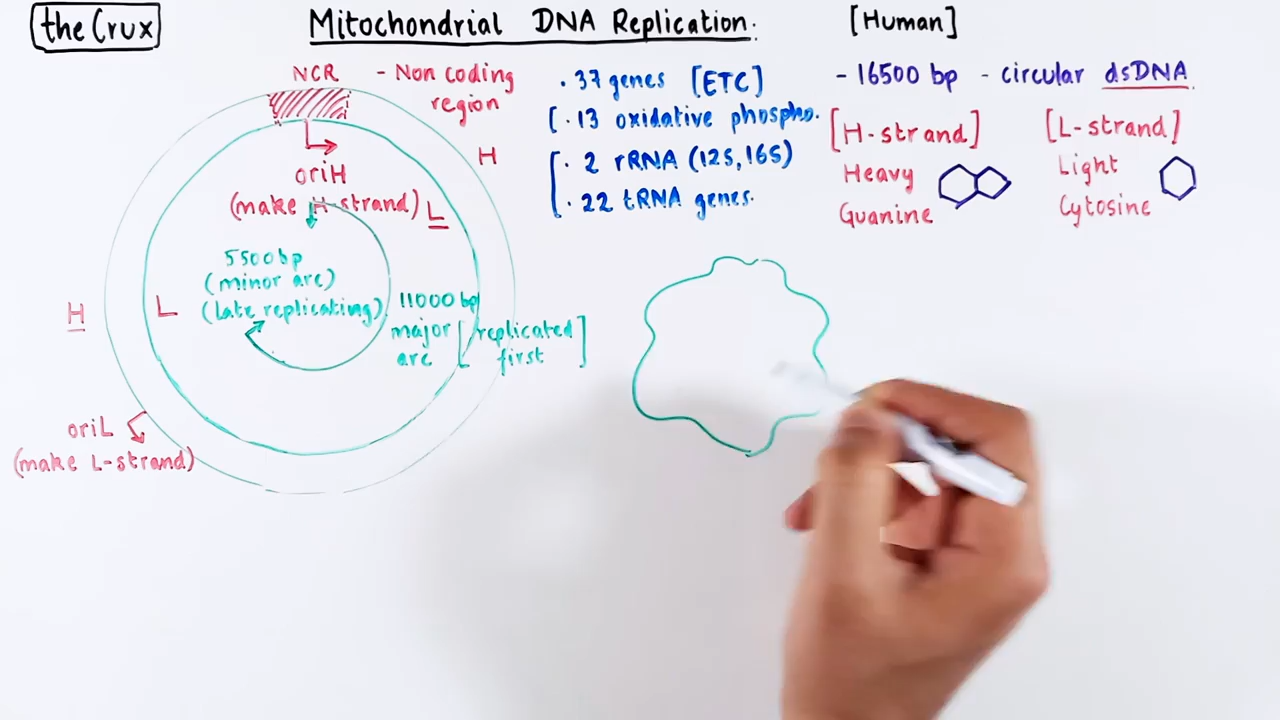 the Crux
Mitochondrial DNA Replication.
[Human]
NCR - Non coding
region
oriH
(make H-strand)
H
L
5500bp
(minor arc)
(late replicating)
11000 bp
major [replicated
arc first]
H
L
oriL
(make L-strand)
. 37 genes [ETC]
[. 13 oxidative phospho.
. 2 rRNA (12S, 16S)
. 22 tRNA genes.
- 16500 bp - circular dsDNA
[H-strand]
Heavy
Guanine
[L-strand]
Light
Cytosine